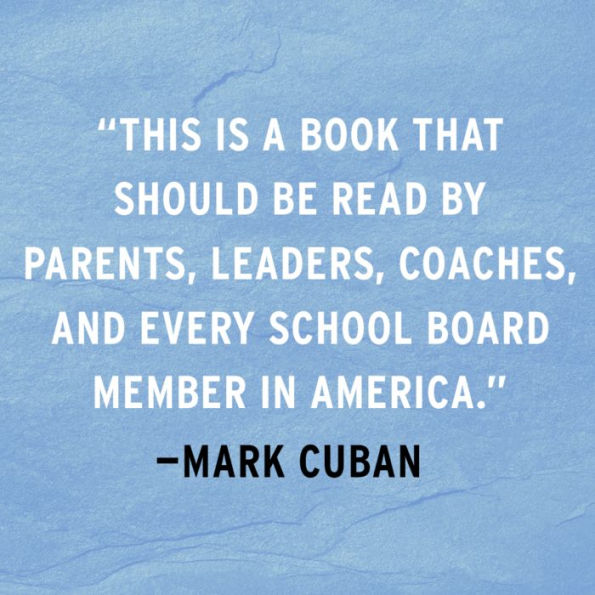 “THIS IS A BOOK THAT
SHOULD BE READ BY
PARENTS, LEADERS, COACHES,
AND EVERY SCHOOL BOARD
MEMBER IN AMERICA.”
–MARK CUBAN